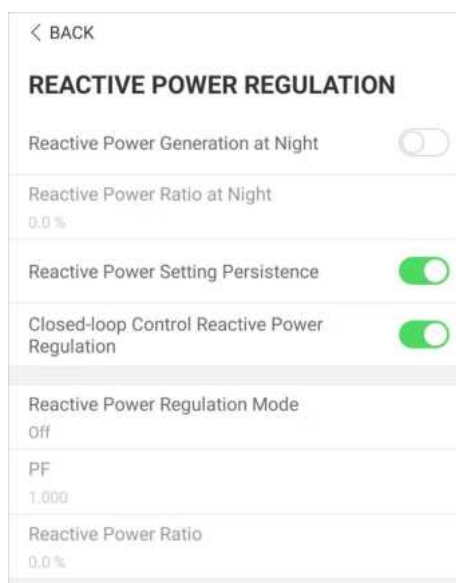 < BACK
REACTIVE POWER REGULATION
Reactive Power Generation at Night
Reactive Power Ratio at Night
0.0 %
Reactive Power Setting Persistence
Closed-loop Control Reactive Power
Regulation
Reactive Power Regulation Mode
Off
PF
1.000
Reactive Power Ratio
0.0 %